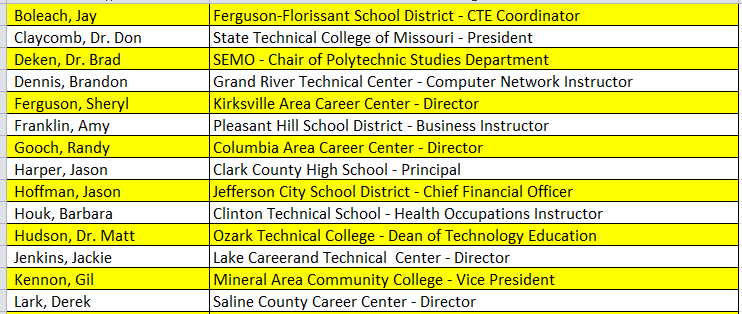 Boleach, Jay Ferguson-Florissant School District - CTE Coordinator
Claycomb, Dr. Don State Technical College of Missouri - President
Deken, Dr. Brad SEMO - Chair of Polytechnic Studies Department
Dennis, Brandon Grand River Technical Center - Computer Network Instructor
Ferguson, Sheryl Kirksville Area Career Center - Director
Franklin, Amy Pleasant Hill School District - Business Instructor
Gooch, Randy Columbia Area Career Center - Director
Harper, Jason Clark County High School - Principal
Hoffman, Jason Jefferson City School District - Chief Financial Officer
Houk, Barbara Clinton Technical School - Health Occupations Instructor
Hudson, Dr. Matt Ozark Technical College - Dean of Technology Education
Jenkins, Jackie Lake Careerand Technical  Center - Director
Kennon, Gil Mineral Area Community College - Vice President
Lark, Derek Saline County Career Center - Director